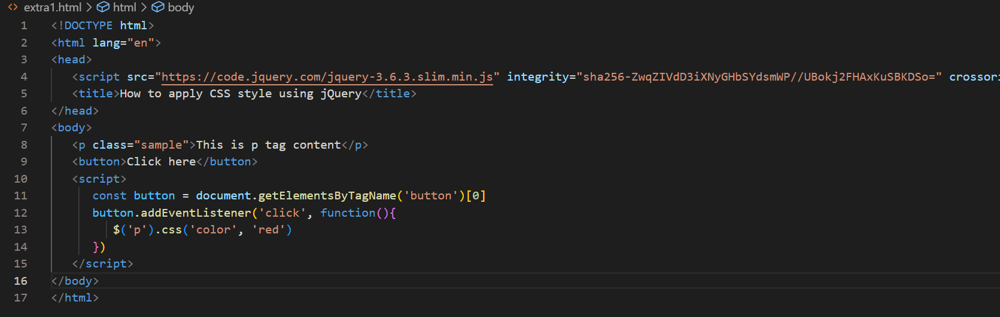 extra1.html > html > body
1 <!DOCTYPE html>
2 <html lang="en">
3 <head>
4 <script src="https://code.jquery.com/jquery-3.6.3.slim.min.js" integrity="sha256-ZwqZIVdD3iXNyGHbSYdsmWP//UBokj2FHAxKuSBKDSo=" crossori
5 <title>How to apply CSS style using jQuery</title>
6 </head>
7 <body>
8 <p class="sample">This is p tag content</p>
9 <button>Click here</button>
10 <script>
11 const button = document.getElementsByTagName('button')[0]
12 button.addEventListener('click', function(){
13 $('p').css('color', 'red')
14 })
15 </script>
16 </body>
17 </html>